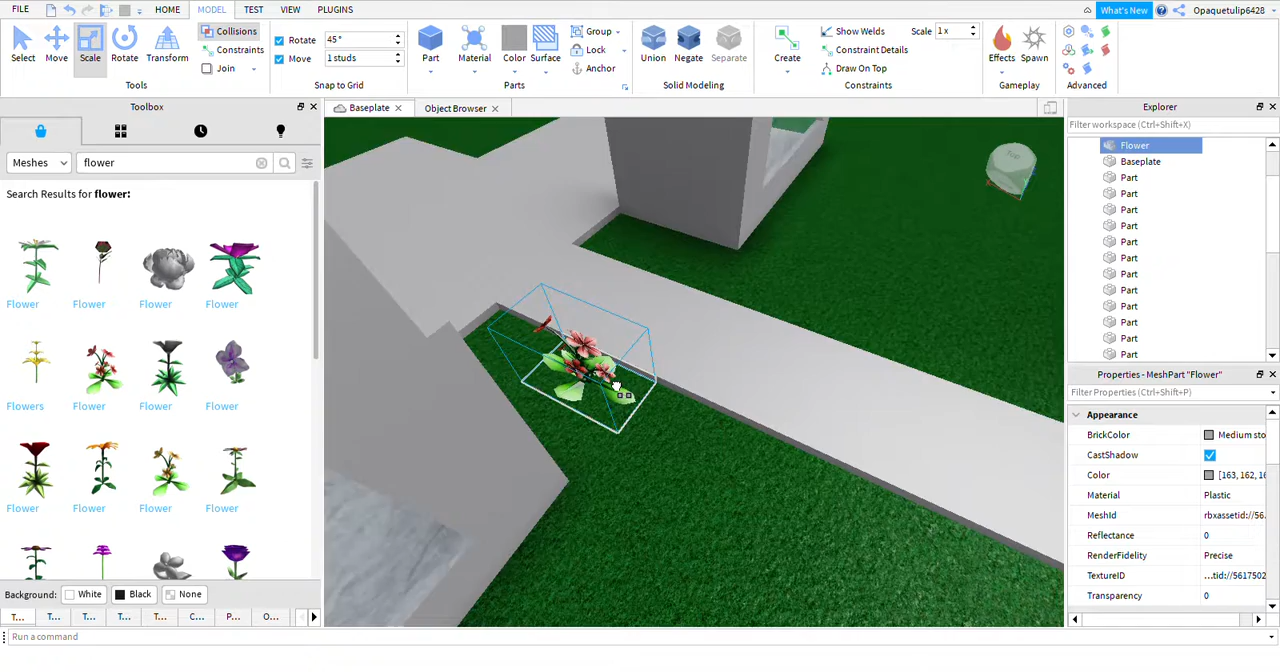 FILE HOME MODEL TEST VIEW PLUGINS What's New Opaquetulip6428
Select Move Scale Rotate Transform
Collisions
Constraints
Join
Tools
Rotate 45°
Move 1 studs
Snap to Grid
Part Material Color Surface
Group
Lock
Anchor
Parts
Union Negate Separate
Solid Modeling
Create
Show Welds Scale 1 x
Constraint Details
Draw On Top
Constraints
Effects Spawn
Gameplay
Advanced
Toolbox
Meshes flower
Search Results for flower:
Flower Flower Flower Flower
Flowers Flower Flower Flower
Flower Flower Flower Flower
Background: White Black None
T... T... T... T... T... C... P... O...
Run a command
Baseplate Object Browser
Explorer
Filter workspace (Ctrl+Shift+X)
Flower
Baseplate
Part
Part
Part
Part
Part
Part
Part
Part
Part
Part
Part
Part
Properties - MeshPart "Flower"
Filter Properties (Ctrl+Shift+P)
Appearance
BrickColor Medium sto
CastShadow
Color [163, 162, 16
Material Plastic
MeshId rbxassetid://56.
Reflectance 0
RenderFidelity Precise
TextureID ...tid://5617502
Transparency 0